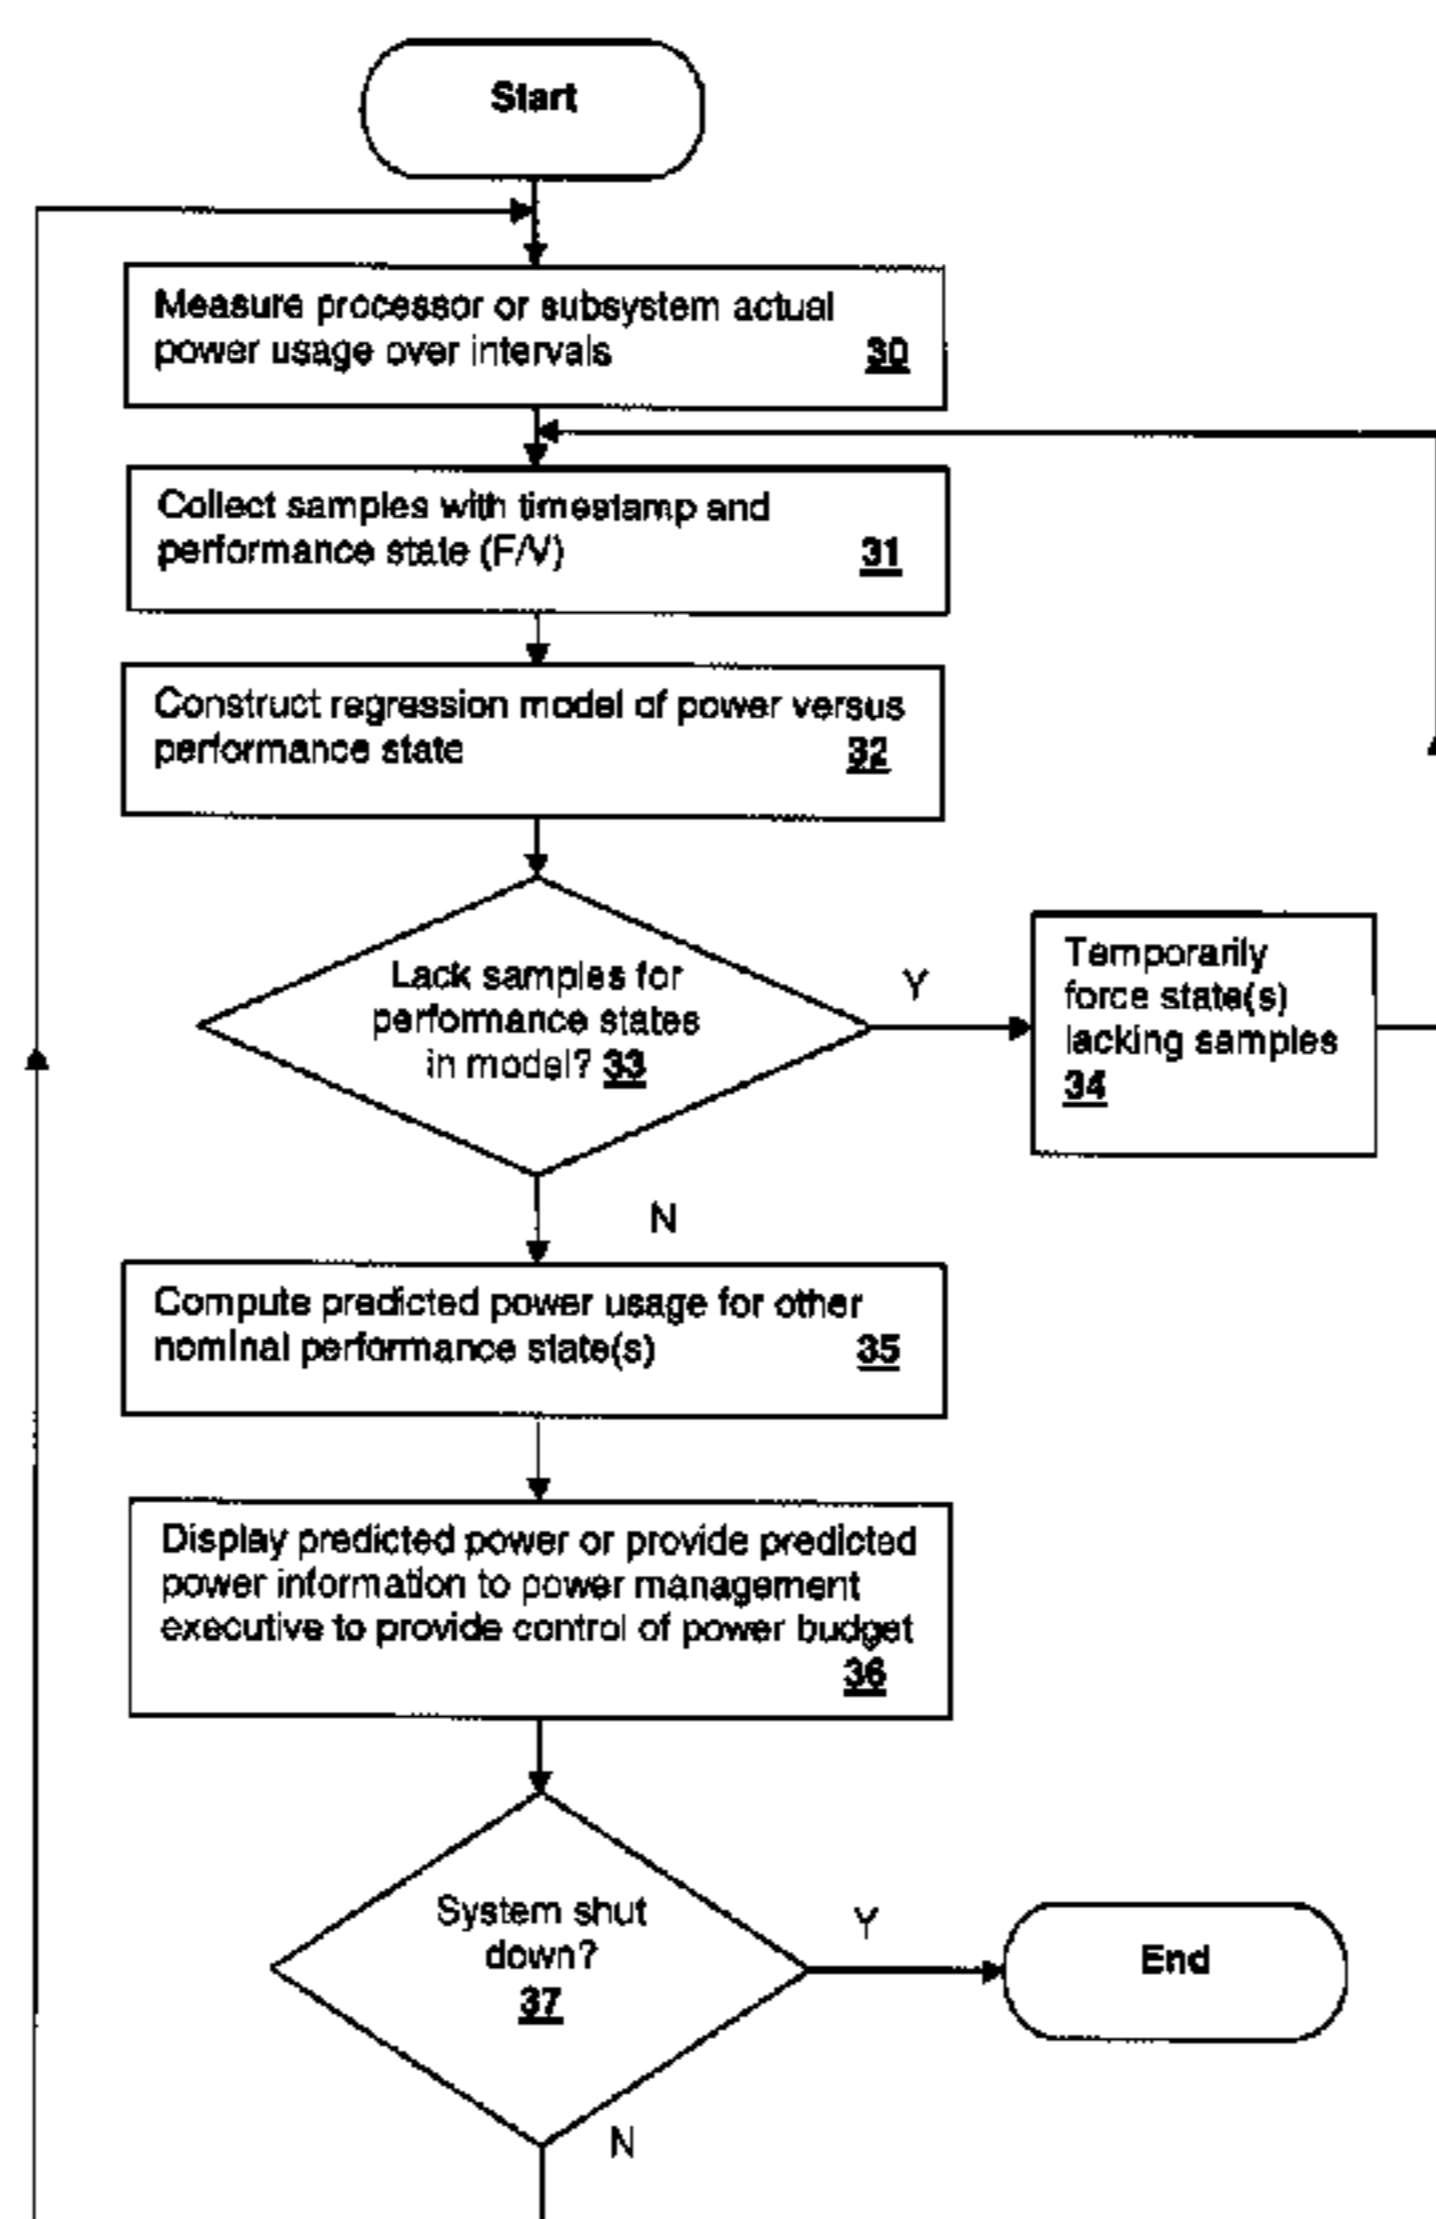 Start
Measure processor or subsystem actual
power usage over intervals 30
Collect samples with timestamp and
performance state (F/V) 31
Construct regression model of power versus
performance state 32
Lack samples for
performance states
in model? 33
Y
Temporarily
force state(s)
lacking samples
34
N
Compute predicted power usage for other
nominal performance state(s) 35
Display predicted power or provide predicted
power information to power management
executive to provide control of power budget
36
System shut
down?
37
Y
End
N